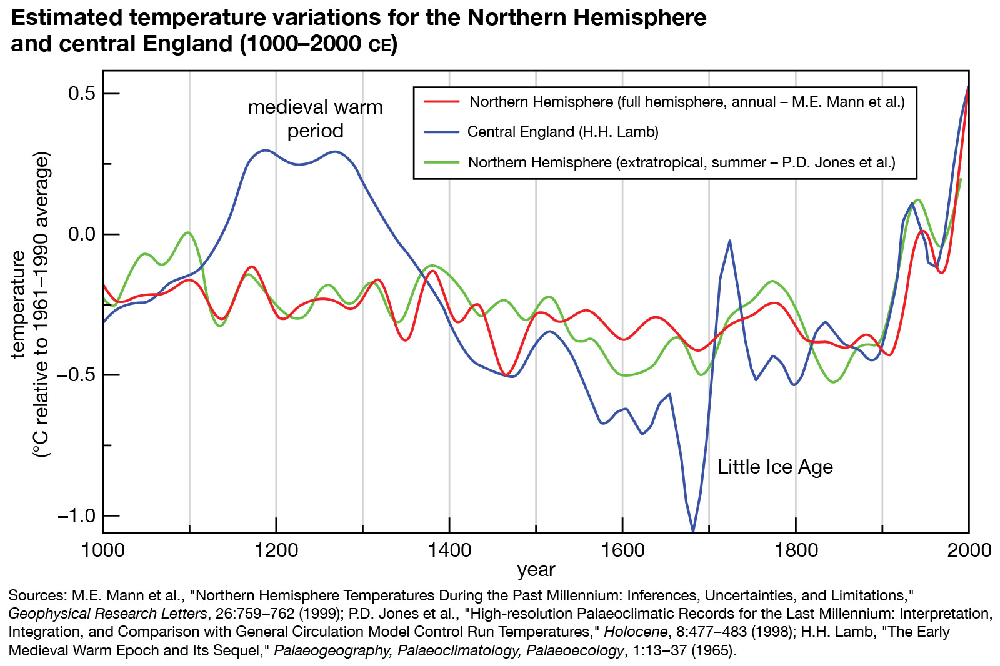 Estimated temperature variations for the Northern Hemisphere
and central England (1000–2000 CE)
0.5
0.0
−0.5
−1.0
temperature
(°C relative to 1961–1990 average)
medieval warm
period
Northern Hemisphere (full hemisphere, annual – M.E. Mann et al.)
Central England (H.H. Lamb)
Northern Hemisphere (extratropical, summer – P.D. Jones et al.)
Little Ice Age
1000 1200 1400 1600 1800 2000
year
Sources: M.E. Mann et al., "Northern Hemisphere Temperatures During the Past Millennium: Inferences, Uncertainties, and Limitations,"
Geophysical Research Letters, 26:759–762 (1999); P.D. Jones et al., "High-resolution Palaeoclimatic Records for the Last Millennium: Interpretation,
Integration, and Comparison with General Circulation Model Control Run Temperatures," Holocene, 8:477–483 (1998); H.H. Lamb, "The Early
Medieval Warm Epoch and Its Sequel," Palaeogeography, Palaeoclimatology, Palaeoecology, 1:13–37 (1965).